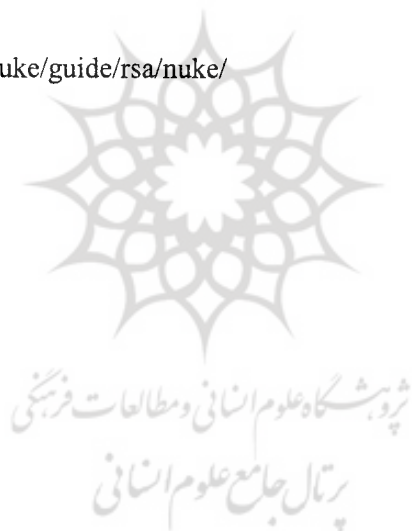 uke/guide/rsa/nuke/
پژوهشگاه علوم انسانی و مطالعات فرهنگی
پرتال جامع علوم انسانی